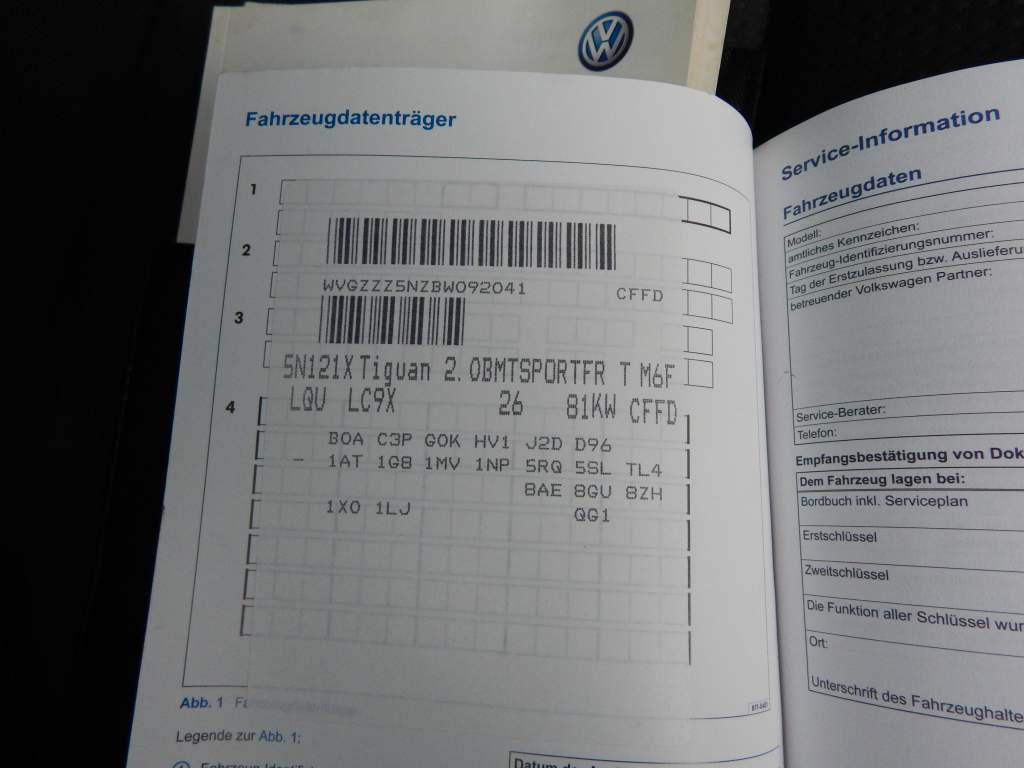 Fahrzeugdatenträger
1
2
WVGZZZ5NZBW092041 CFFD
3
5N121X Tiguan 2.0BMTSPORTFR T M6F
4 LQV LC9X 26 81KW CFFD
B0A C3P G0K HV1 J2D D96
- 1AT 1G8 1MV 1NP 5RQ 5SL TL4
8AE 8GU 8ZH
1X0 1LJ QG1
Abb. 1
Legende zur Abb. 1:
Service-Information
Fahrzeugdaten
Modell:
amtliches Kennzeichen:
Fahrzeug-Identifizierungsnummer:
Tag der Erstzulassung bzw. Auslieferu
betreuender Volkswagen Partner:
Service-Berater:
Telefon:
Empfangsbestätigung von Dok
Dem Fahrzeug lagen bei:
Bordbuch inkl. Serviceplan
Erstschlüssel
Zweitschlüssel
Die Funktion aller Schlüssel wur
Ort:
Unterschrift des Fahrzeughalte